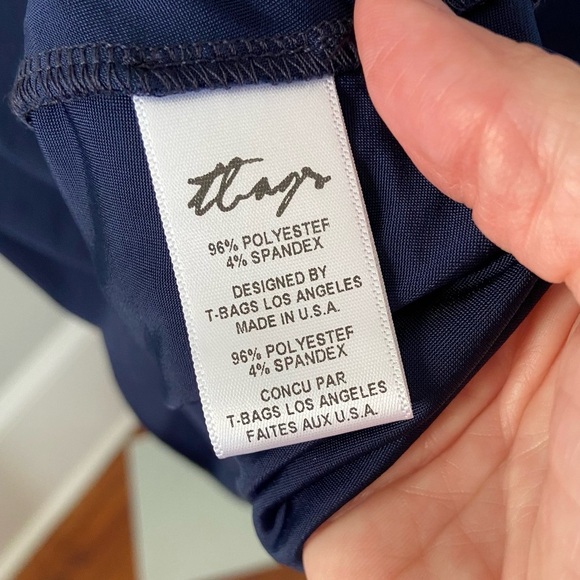 tbags
96% POLYESTEF
4% SPANDEX
DESIGNED BY
T-BAGS LOS ANGELES
MADE IN U.S.A.
96% POLYESTEF
4% SPANDEX
CONCU PAR
T-BAGS LOS ANGELES
FAITES AUX U.S.A.